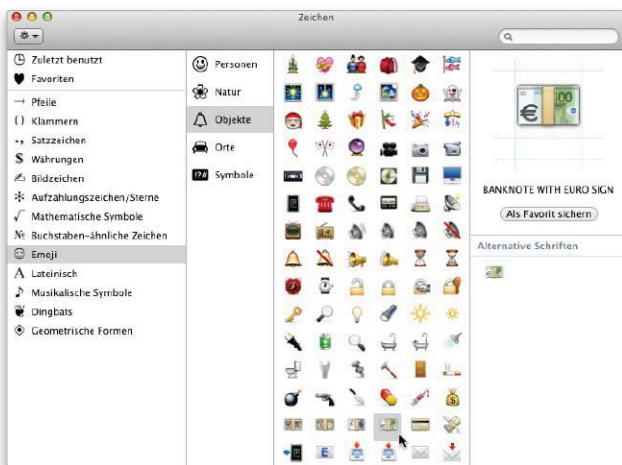 Zeichen
Zuletzt benutzt
Favoriten
Pfeile
Klammern
Satzzeichen
Währungen
Bildzeichen
Aufzählungszeichen/Sterne
Mathematische Symbole
Buchstaben-ähnliche Zeichen
Emoji
Lateinisch
Musikalische Symbole
Dingbats
Geometrische Formen
Personen
Natur
Objekte
Orte
Symbole
100
€
BANKNOTE WITH EURO SIGN
Als Favorit sichern
Alternative Schriften